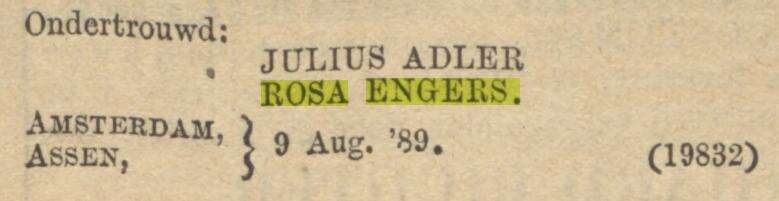 Ondertrouwd:
JULIUS ADLER
ROSA ENGERS.
AMSTERDAM,
ASSEN,
} 9 Aug. '89.
(19832)